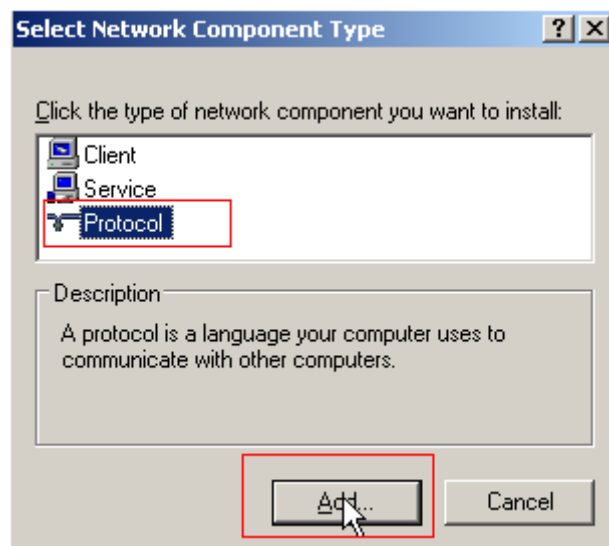 Select Network Component Type
Click the type of network component you want to install:
Client
Service
Protocol
Description
A protocol is a language your computer uses to
communicate with other computers.
Add...
Cancel